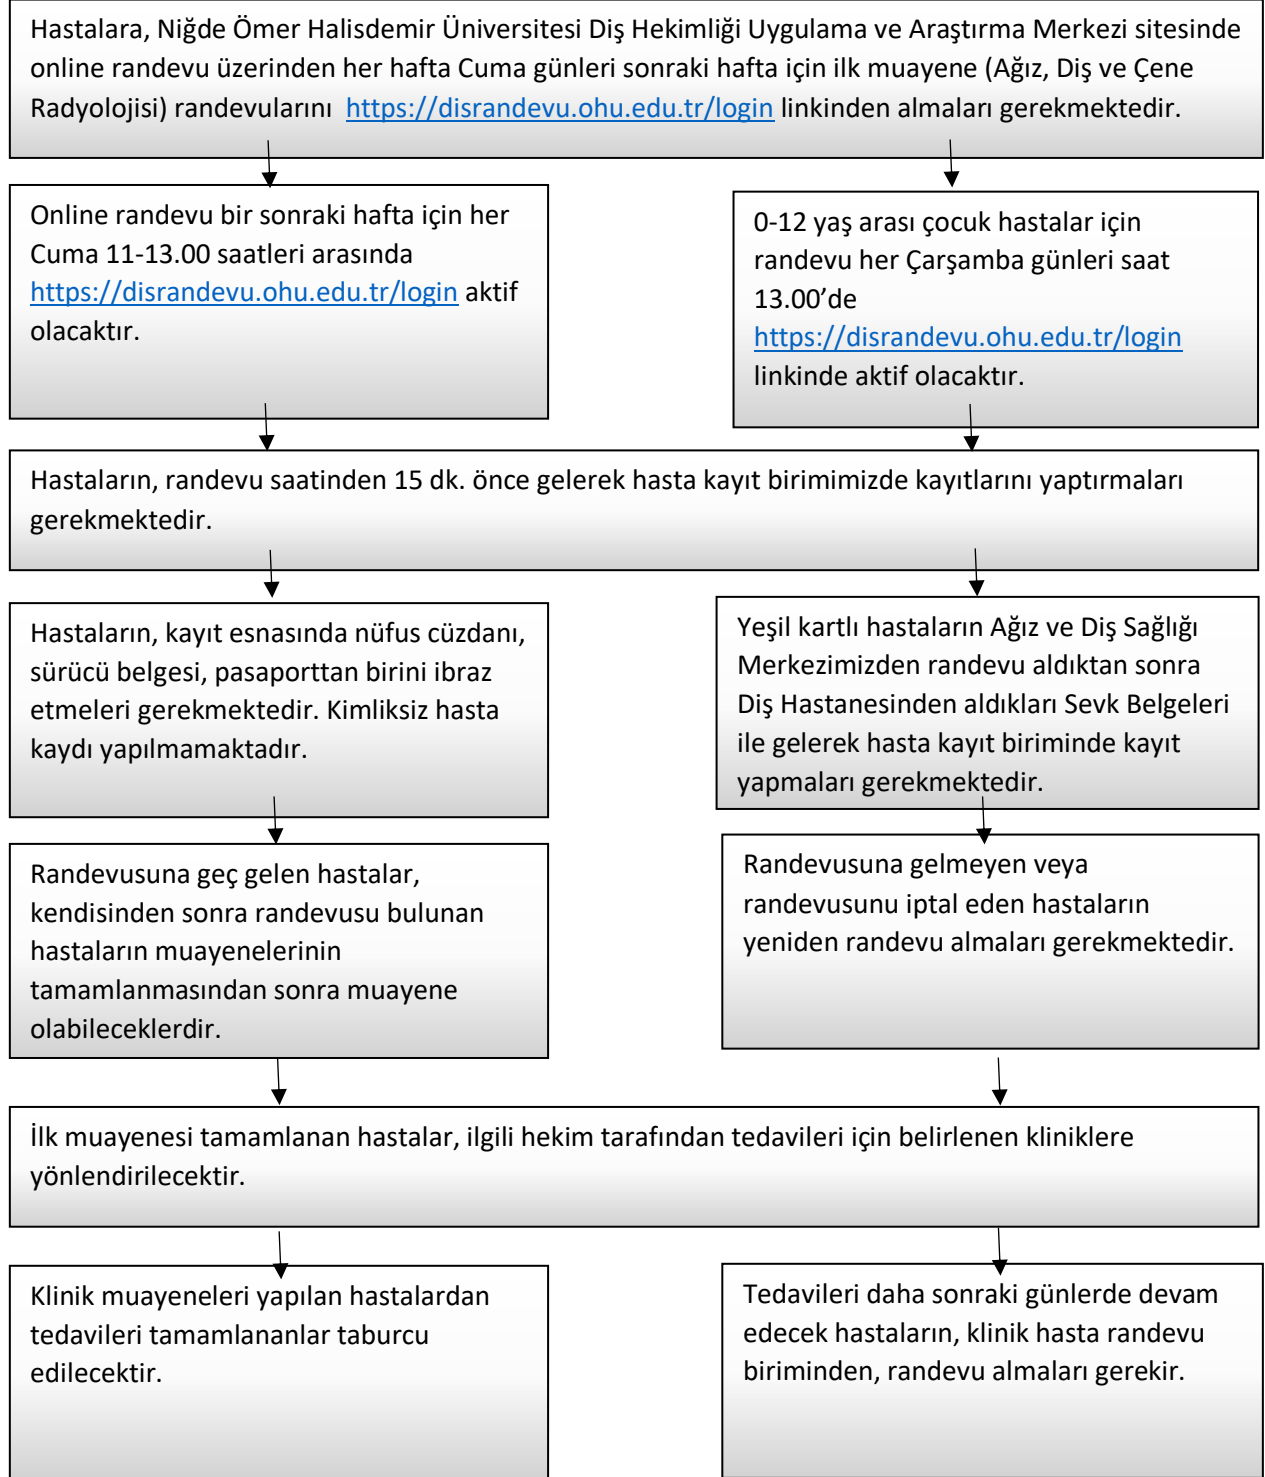 Hastalara, Niğde Ömer Halisdemir Üniversitesi Diş Hekimliği Uygulama ve Araştırma Merkezi sitesinde
online randevu üzerinden her hafta Cuma günleri sonraki hafta için ilk muayene (Ağız, Diş ve Çene
Radyolojisi) randevularını https://disrandevu.ohu.edu.tr/login linkinden almaları gerekmektedir.
Online randevu bir sonraki hafta için her
Cuma 11-13.00 saatleri arasında
https://disrandevu.ohu.edu.tr/login aktif
olacaktır.
0-12 yaş arası çocuk hastalar için
randevu her Çarşamba günleri saat
13.00’de
https://disrandevu.ohu.edu.tr/login
linkinde aktif olacaktır.
Hastaların, randevu saatinden 15 dk. önce gelerek hasta kayıt birimimizde kayıtlarını yaptırmaları
gerekmektedir.
Hastaların, kayıt esnasında nüfus cüzdanı,
sürücü belgesi, pasaporttan birini ibraz
etmeleri gerekmektedir. Kimliksiz hasta
kaydı yapılmamaktadır.
Yeşil kartlı hastaların Ağız ve Diş Sağlığı
Merkezimizden randevu aldıktan sonra
Diş Hastanesinden aldıkları Sevk Belgeleri
ile gelerek hasta kayıt biriminde kayıt
yapmaları gerekmektedir.
Randevusuna geç gelen hastalar,
kendisinden sonra randevusu bulunan
hastaların muayenelerinin
tamamlanmasından sonra muayene
olabileceklerdir.
Randevusuna gelmeyen veya
randevusunu iptal eden hastaların
yeniden randevu almaları gerekmektedir.
İlk muayenesi tamamlanan hastalar, ilgili hekim tarafından tedavileri için belirlenen kliniklere
yönlendirilecektir.
Klinik muayeneleri yapılan hastalardan
tedavileri tamamlananlar taburcu
edilecektir.
Tedavileri daha sonraki günlerde devam
edecek hastaların, klinik hasta randevu
biriminden, randevu almaları gerekir.